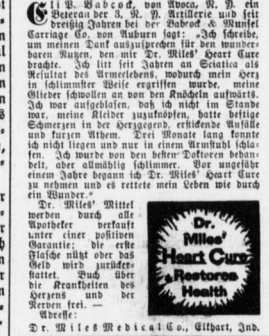 Eli P. Babcock, von Avoca, N. Y. ein
Veteran der 3. N. Y. Artillerie und seit
dreißig Jahren bei der Babcok & Munsel
Carriage Co. von Auburn sagt: „Ich schreibe,
um meinen Dank auszusprechen für den wunder-
baren Nutzen, den mir Dr. Miles' Heart Cure
brachte. Ich litt seit Jahren an Sciatica als
Resultat des Armeelebens, wodurch mein Herz
in schlimmster Weise ergriffen wurde, meine
Glieder schwollen an von den Knöcheln aufwärts.
Ich war aufgeblasen, daß ich nicht im Stande
war, meine Kleider zuzuknöpfen, hatte heftige
Schmerzen in der Herzgegend, erstickende Anfälle
und kurzen Athem. Drei Monate lang konnte
ich nicht liegen und nur in einem Armstuhl schla-
fen. Ich wurde von den besten Doktoren behan-
delt, aber allmählig schlimmer. Vor ungefähr
einem Jahre begann ich Dr. Miles' Heart Cure
zu nehmen und es rettete mein Leben wie durch
ein Wunder."
Dr. Miles' Mittel
werden durch alle
Apotheker verkauft
unter einer positiven
Garantie; die erste
Flasche nützt oder das
Geld wird zurücker-
stattet. Buch über
die Krankheiten des
Herzens und der
Nerven frei. —
Adresse:
Dr. Miles'
Heart Cure
Restores
Health
Dr. Miles Medical Co., Elkhart, Ind.